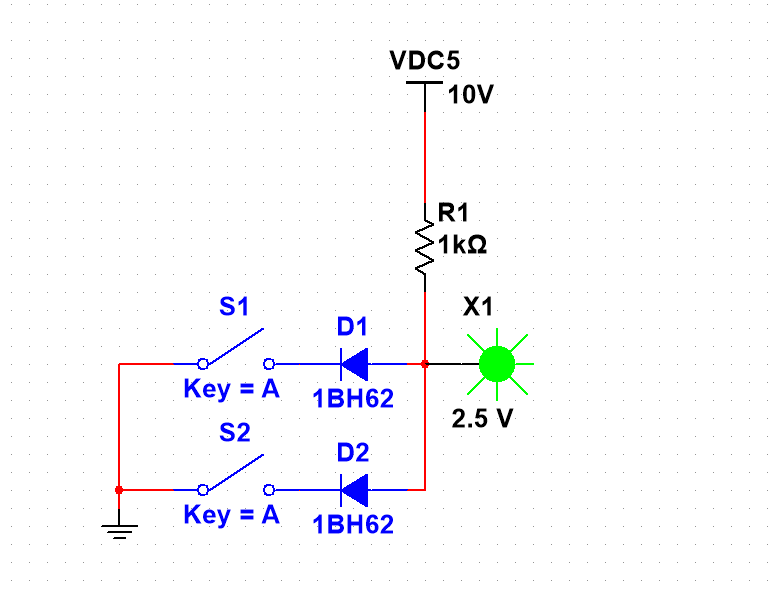 VDC5
10V
R1
1kΩ
S1
X1
D1
Key = A
1BH62
2.5 V
S2
D2
Key = A
1BH62